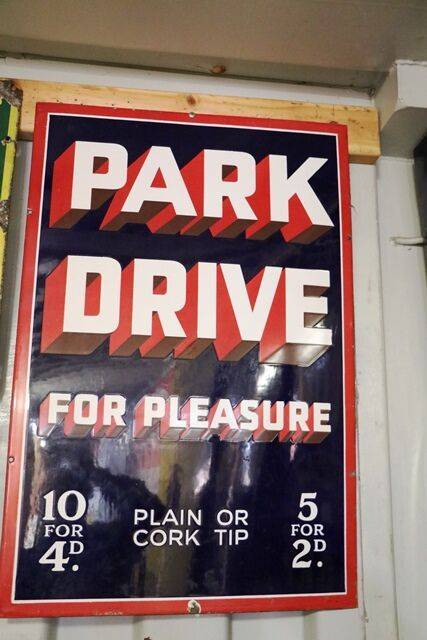 PARK
DRIVE
FOR PLEASURE
10
FOR
4D.
PLAIN OR
CORK TIP
5
FOR
2D.